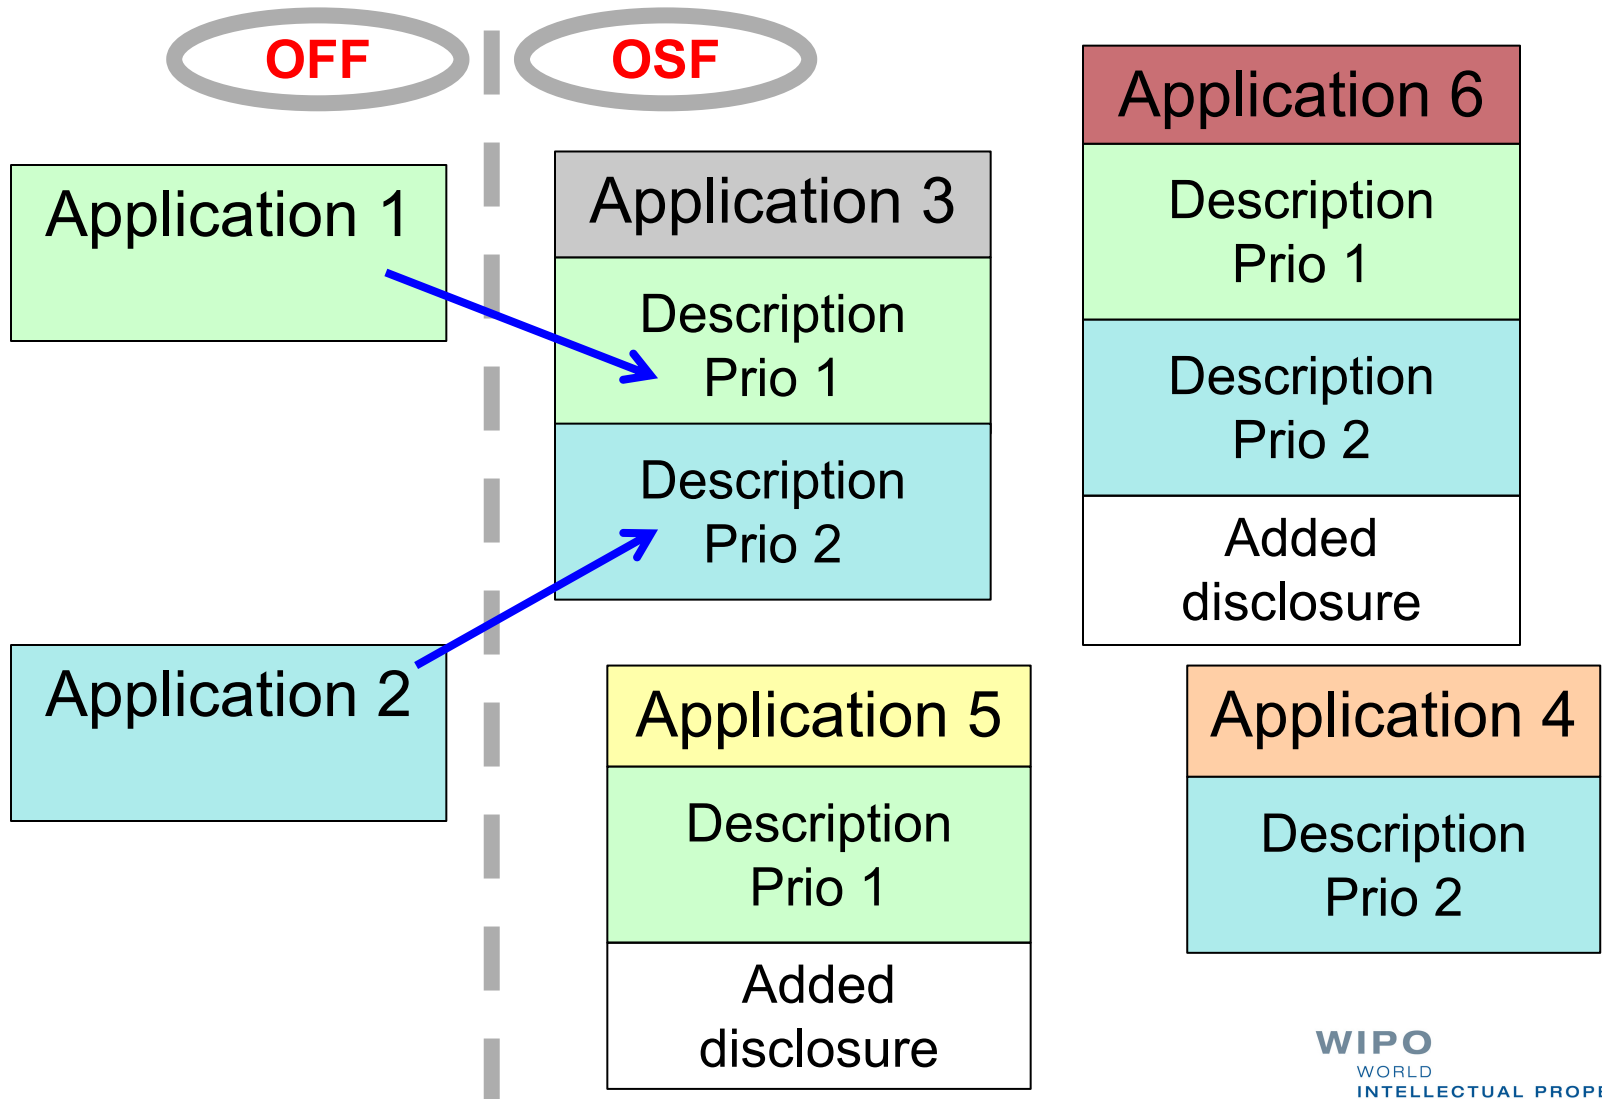 OFF
OSF
Application 1
Application 2
Application 3
Description
Prio 1
Description
Prio 2
Application 6
Description
Prio 1
Description
Prio 2
Added
disclosure
Application 5
Description
Prio 1
Added
disclosure
Application 4
Description
Prio 2
WIPO
WORLD
INTELLECTUAL PROPE